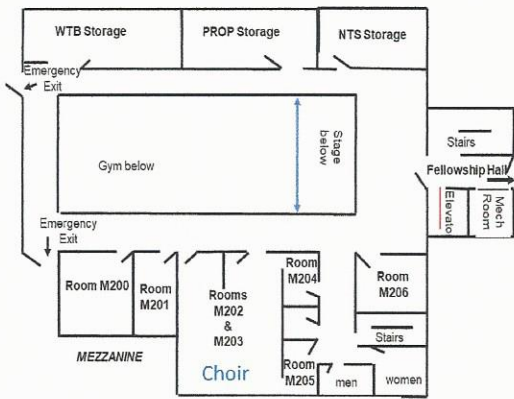 WTB Storage
PROP Storage
NTS Storage
Emergency
Exit
Stairs
Gym below
Stage
below
Fellowship Hall
Elevato
Mech
Room
Emergency
Exit
Room M200
Room
M201
Rooms
M202
&
M203
Room
M204
Room
M206
Stairs
MEZZANINE
Choir
Room
M205
men
women